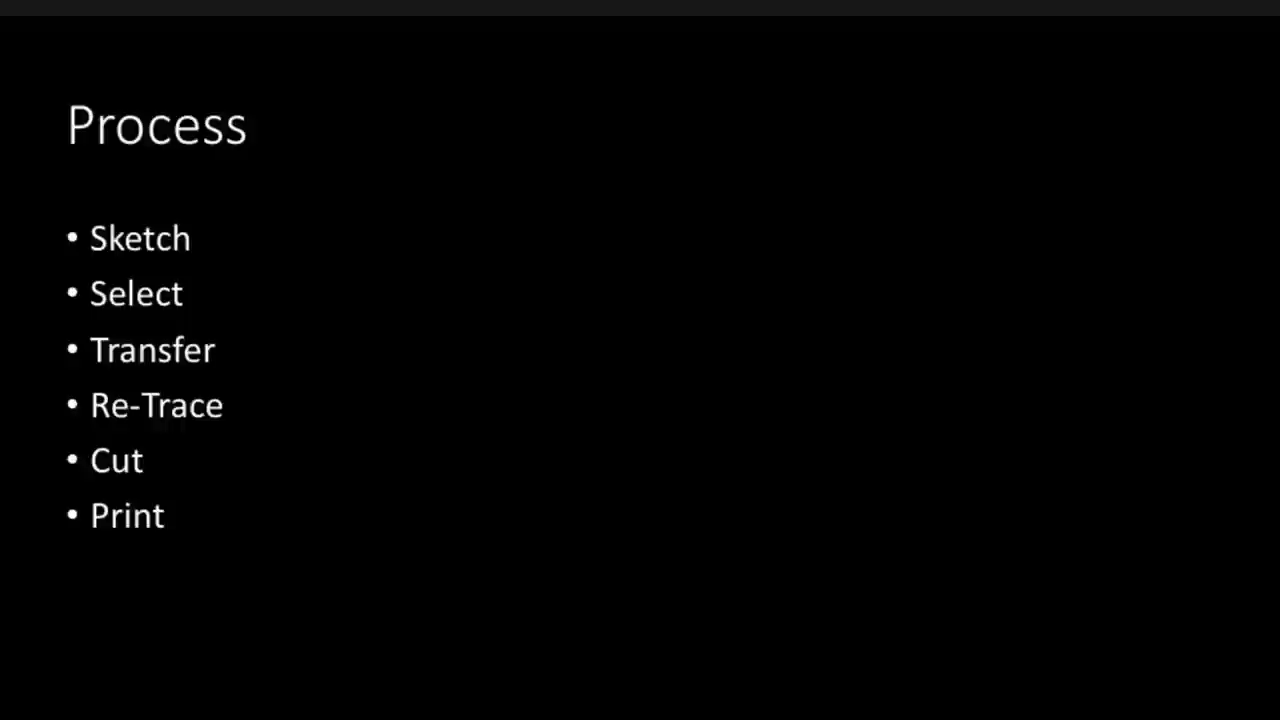 Process
• Sketch
• Select
• Transfer
• Re-Trace
• Cut
• Print